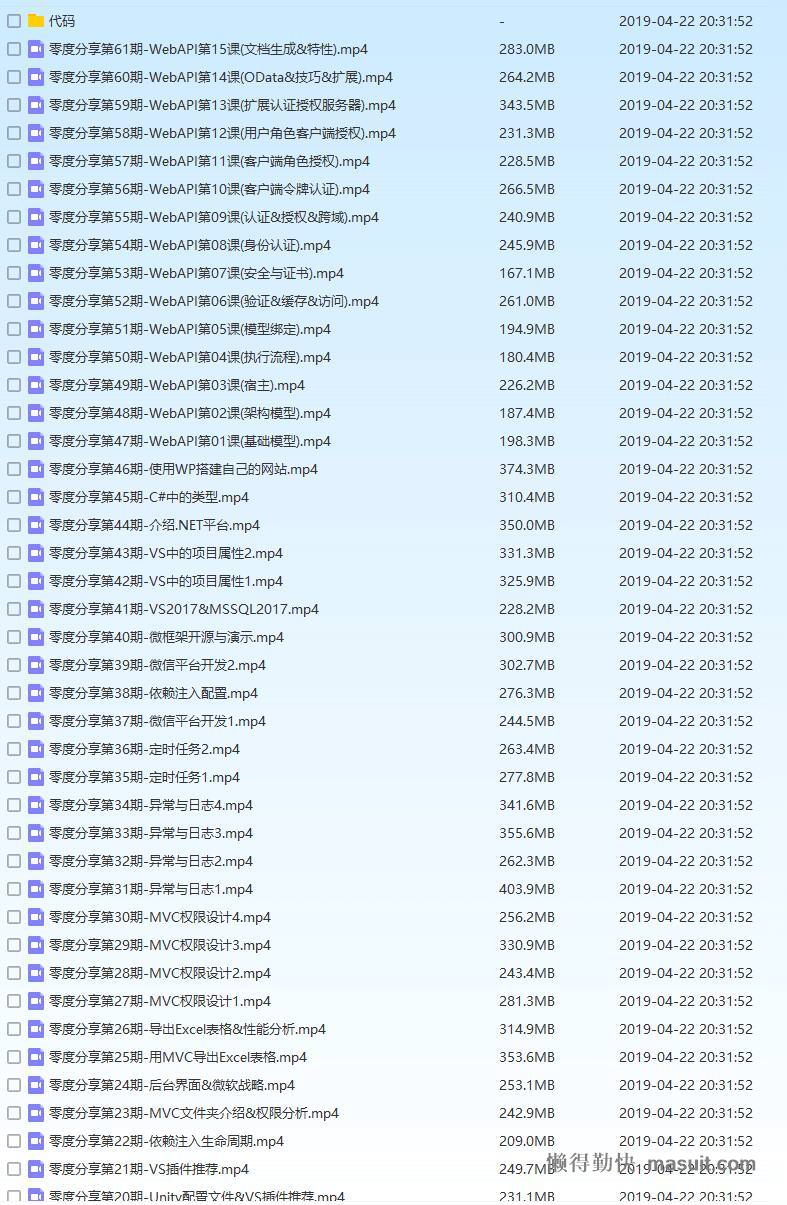 代码 - 2019-04-22 20:31:52
零度分享第61期-WebAPI第15课(文档生成&特性).mp4 283.0MB 2019-04-22 20:31:52
零度分享第60期-WebAPI第14课(OData&技巧&扩展).mp4 264.2MB 2019-04-22 20:31:52
零度分享第59期-WebAPI第13课(扩展认证授权服务器).mp4 343.5MB 2019-04-22 20:31:52
零度分享第58期-WebAPI第12课(用户角色客户端授权).mp4 231.3MB 2019-04-22 20:31:52
零度分享第57期-WebAPI第11课(客户端角色授权).mp4 228.5MB 2019-04-22 20:31:52
零度分享第56期-WebAPI第10课(客户端令牌认证).mp4 266.5MB 2019-04-22 20:31:52
零度分享第55期-WebAPI第09课(认证&授权&跨域).mp4 240.9MB 2019-04-22 20:31:52
零度分享第54期-WebAPI第08课(身份认证).mp4 245.9MB 2019-04-22 20:31:52
零度分享第53期-WebAPI第07课(安全与证书).mp4 167.1MB 2019-04-22 20:31:52
零度分享第52期-WebAPI第06课(验证&缓存&访问).mp4 261.0MB 2019-04-22 20:31:52
零度分享第51期-WebAPI第05课(模型绑定).mp4 194.9MB 2019-04-22 20:31:52
零度分享第50期-WebAPI第04课(执行流程).mp4 180.4MB 2019-04-22 20:31:52
零度分享第49期-WebAPI第03课(宿主).mp4 226.2MB 2019-04-22 20:31:52
零度分享第48期-WebAPI第02课(架构模型).mp4 187.4MB 2019-04-22 20:31:52
零度分享第47期-WebAPI第01课(基础模型).mp4 198.3MB 2019-04-22 20:31:52
零度分享第46期-使用WP搭建自己的网站.mp4 374.3MB 2019-04-22 20:31:52
零度分享第45期-C#中的类型.mp4 310.4MB 2019-04-22 20:31:52
零度分享第44期-介绍.NET平台.mp4 350.0MB 2019-04-22 20:31:52
零度分享第43期-VS中的项目属性2.mp4 331.3MB 2019-04-22 20:31:52
零度分享第42期-VS中的项目属性1.mp4 325.9MB 2019-04-22 20:31:52
零度分享第41期-VS2017&MSSQL2017.mp4 228.2MB 2019-04-22 20:31:52
零度分享第40期-微框架开源与演示.mp4 300.9MB 2019-04-22 20:31:52
零度分享第39期-微信平台开发2.mp4 302.7MB 2019-04-22 20:31:52
零度分享第38期-依赖注入配置.mp4 276.3MB 2019-04-22 20:31:52
零度分享第37期-微信平台开发1.mp4 244.5MB 2019-04-22 20:31:52
零度分享第36期-定时任务2.mp4 263.4MB 2019-04-22 20:31:52
零度分享第35期-定时任务1.mp4 277.8MB 2019-04-22 20:31:52
零度分享第34期-异常与日志4.mp4 341.6MB 2019-04-22 20:31:52
零度分享第33期-异常与日志3.mp4 355.6MB 2019-04-22 20:31:52
零度分享第32期-异常与日志2.mp4 262.3MB 2019-04-22 20:31:52
零度分享第31期-异常与日志1.mp4 403.9MB 2019-04-22 20:31:52
零度分享第30期-MVC权限设计4.mp4 256.2MB 2019-04-22 20:31:52
零度分享第29期-MVC权限设计3.mp4 330.9MB 2019-04-22 20:31:52
零度分享第28期-MVC权限设计2.mp4 243.4MB 2019-04-22 20:31:52
零度分享第27期-MVC权限设计1.mp4 281.3MB 2019-04-22 20:31:52
零度分享第26期-导出Excel表格&性能分析.mp4 314.9MB 2019-04-22 20:31:52
零度分享第25期-用MVC导出Excel表格.mp4 353.6MB 2019-04-22 20:31:52
零度分享第24期-后台界面&微软战略.mp4 253.1MB 2019-04-22 20:31:52
零度分享第23期-MVC文件夹介绍&权限分析.mp4 242.9MB 2019-04-22 20:31:52
零度分享第22期-依赖注入生命周期.mp4 209.0MB 2019-04-22 20:31:52
零度分享第21期-VS插件推荐.mp4 249.7MB 2019-04-22 20:31:52
懒得勤快 masuit.com
零度分享第20期-Unity配置文件&VS插件推荐.mp4 231.1MB 2019-04-22 20:31:52